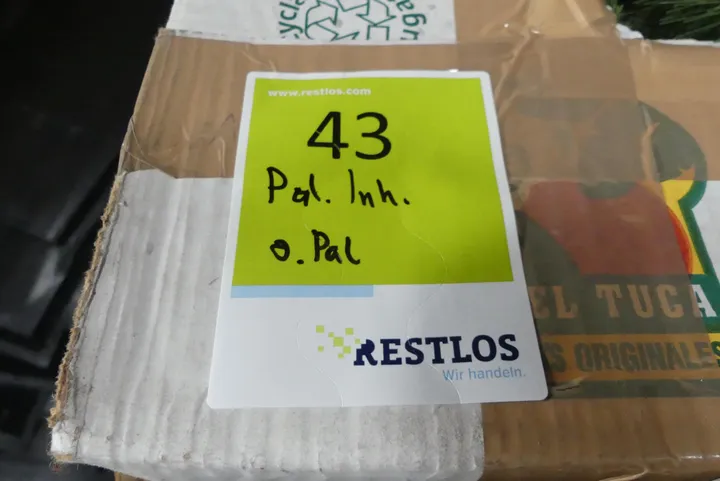 www.restlos.com
43
Pal. Inh.
o. Pal
RESTLOS
Wir handeln.
EL TUCA
S ORIGINALES